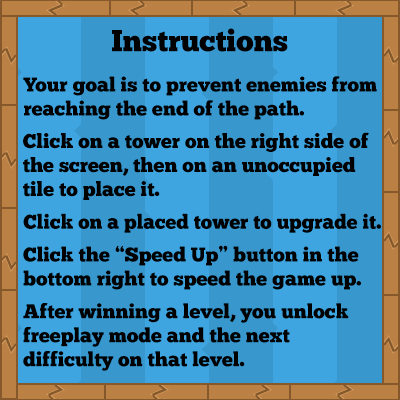 Instructions
Your goal is to prevent enemies from
reaching the end of the path.
Click on a tower on the right side of
the screen, then on an unoccupied
tile to place it.
Click on a placed tower to upgrade it.
Click the “Speed Up” button in the
bottom right to speed the game up.
After winning a level, you unlock
freeplay mode and the next
difficulty on that level.